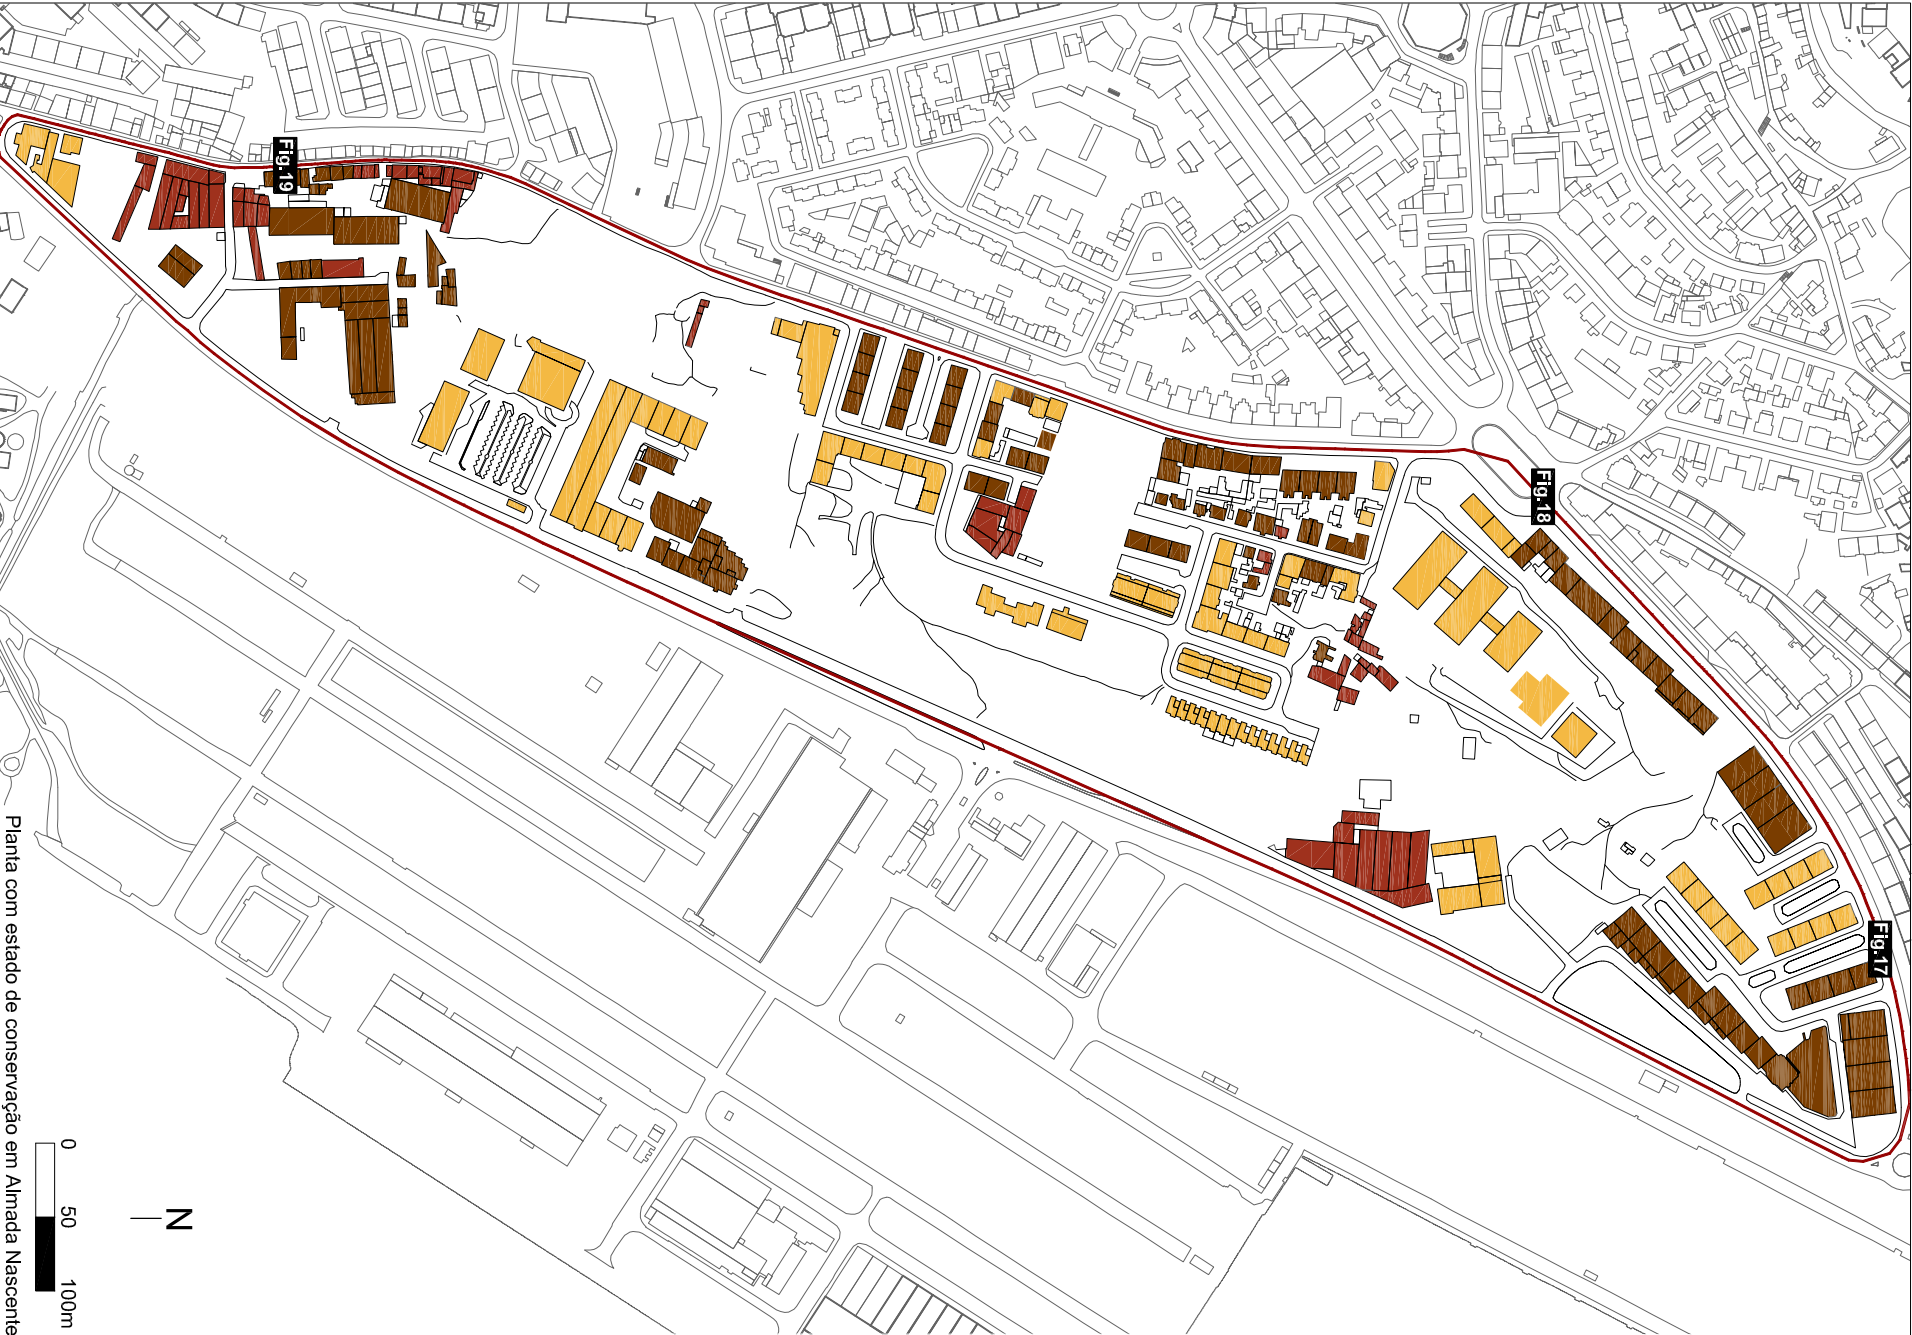 Fig.17
Fig.18
Fig.19
N
0 50 100m
Planta com estado de conservação em Almada Nascente